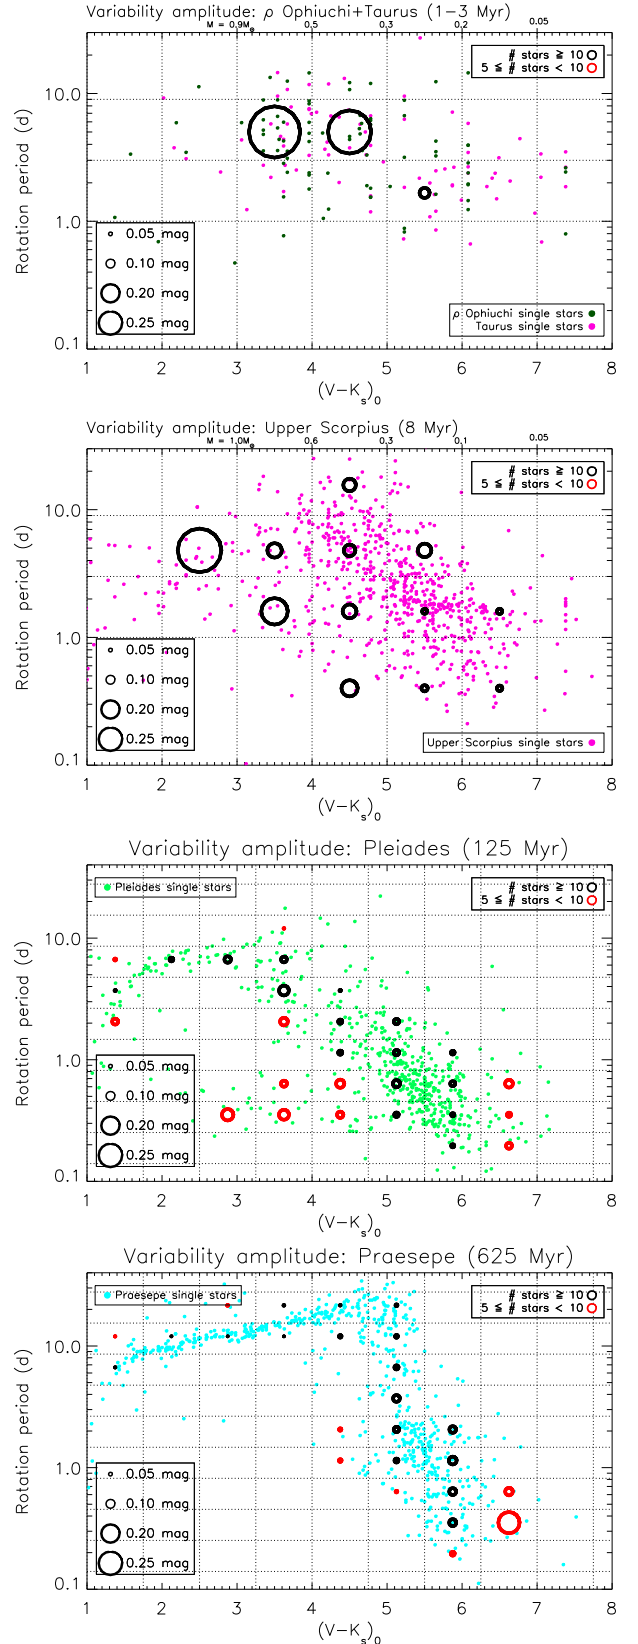 Variability amplitude: ρ Ophiuchi+Taurus (1-3 Myr)
M = 0.9M⊙ 0.5 0.3 0.2 0.1 0.05
# stars ≥ 10
5 ≤ # stars < 10
10.0
1.0
0.1
Rotation period (d)
0.05 mag
0.10 mag
0.20 mag
0.25 mag
ρ Ophiuchi single stars
Taurus single stars
1 2 3 4 5 6 7 8
(V-Ks)0
Variability amplitude: Upper Scorpius (8 Myr)
M = 1.0M⊙ 0.6 0.3 0.2 0.1 0.05
# stars ≥ 10
5 ≤ # stars < 10
10.0
1.0
0.1
Rotation period (d)
0.05 mag
0.10 mag
0.20 mag
0.25 mag
Upper Scorpius single stars
1 2 3 4 5 6 7 8
(V-Ks)0
Variability amplitude: Pleiades (125 Myr)
Pleiades single stars
# stars ≥ 10
5 ≤ # stars < 10
10.0
1.0
0.1
Rotation period (d)
0.05 mag
0.10 mag
0.20 mag
0.25 mag
1 2 3 4 5 6 7 8
(V-Ks)0
Variability amplitude: Praesepe (625 Myr)
Praesepe single stars
# stars ≥ 10
5 ≤ # stars < 10
10.0
1.0
0.1
Rotation period (d)
0.05 mag
0.10 mag
0.20 mag
0.25 mag
1 2 3 4 5 6 7 8
(V-Ks)0